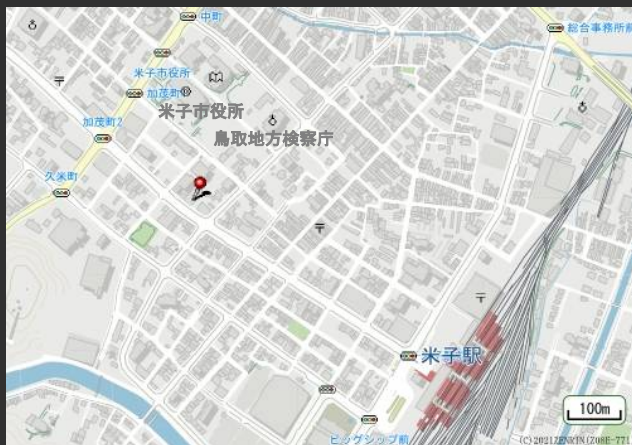 中町
総合事務所前
米子市役所
加茂町
米子市役所
加茂町2
鳥取地方検察庁
久米町
米子駅
100m
ビッグシップ前